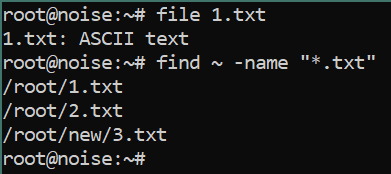 root@noise:~# file 1.txt
1.txt: ASCII text
root@noise:~# find ~ -name "*.txt"
/root/1.txt
/root/2.txt
/root/new/3.txt
root@noise:~#